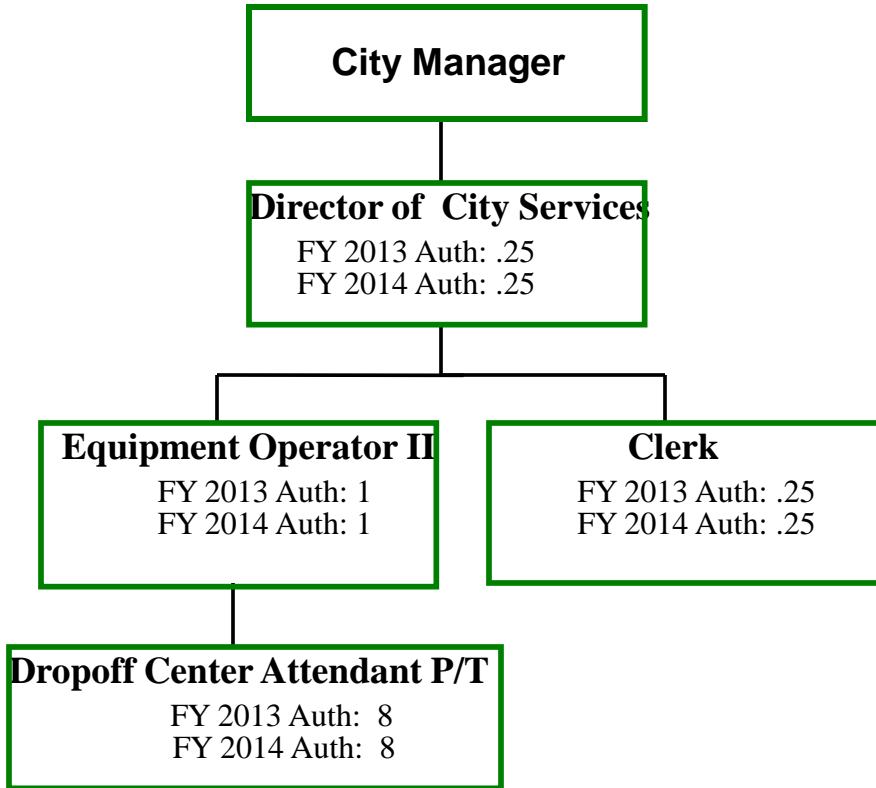 City Manager
Director of City Services
FY 2013 Auth: .25
FY 2014 Auth: .25
Equipment Operator II
FY 2013 Auth: 1
FY 2014 Auth: 1
Clerk
FY 2013 Auth: .25
FY 2014 Auth: .25
Dropoff Center Attendant P/T
FY 2013 Auth: 8
FY 2014 Auth: 8